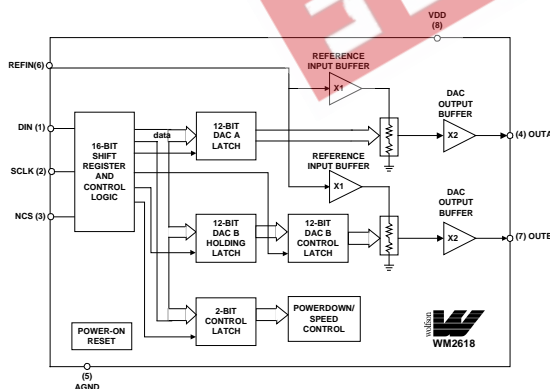 VDD
(8)
REFERENCE
INPUT BUFFER
REFIN(6)
X1
DAC
OUTPUT
BUFFER
DIN (1)
16-BIT
SHIFT
REGISTER
AND
CONTROL
LOGIC
data
12-BIT
DAC A
LATCH
X2
(4) OUTA
SCLK (2)
REFERENCE
INPUT BUFFER
X1
NCS (3)
DAC
OUTPUT
BUFFER
12-BIT
DAC B
HOLDING
LATCH
12-BIT
DAC B
CONTROL
LATCH
X2
(7) OUTB
2-BIT
CONTROL
LATCH
POWERDOWN/
SPEED
CONTROL
POWER-ON
RESET
wolfson
WM2618
(5)
AGND